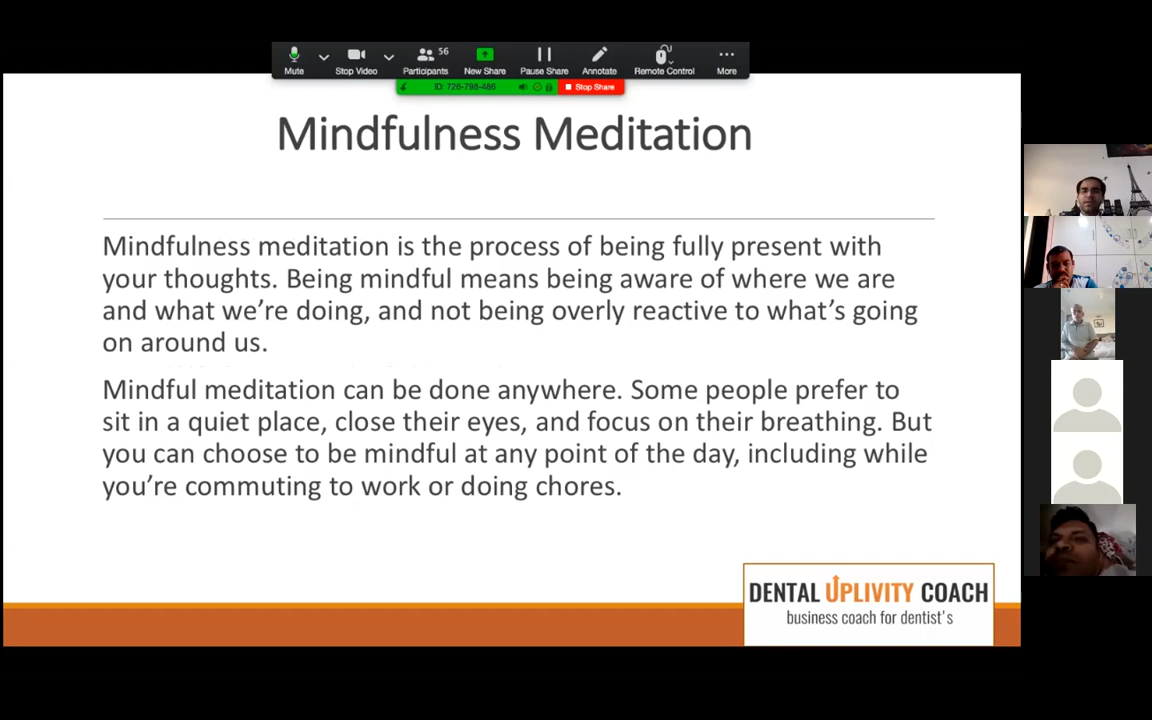 56
Mute
Stop Video
Participants
New Share
Pause Share
Annotate
Remote Control
More
ID: 726-798-486
Stop Share
Mindfulness Meditation
Mindfulness meditation is the process of being fully present with
your thoughts. Being mindful means being aware of where we are
and what we’re doing, and not being overly reactive to what’s going
on around us.
Mindful meditation can be done anywhere. Some people prefer to
sit in a quiet place, close their eyes, and focus on their breathing. But
you can choose to be mindful at any point of the day, including while
you’re commuting to work or doing chores.
DENTAL UPLIVITY COACH
business coach for dentist's